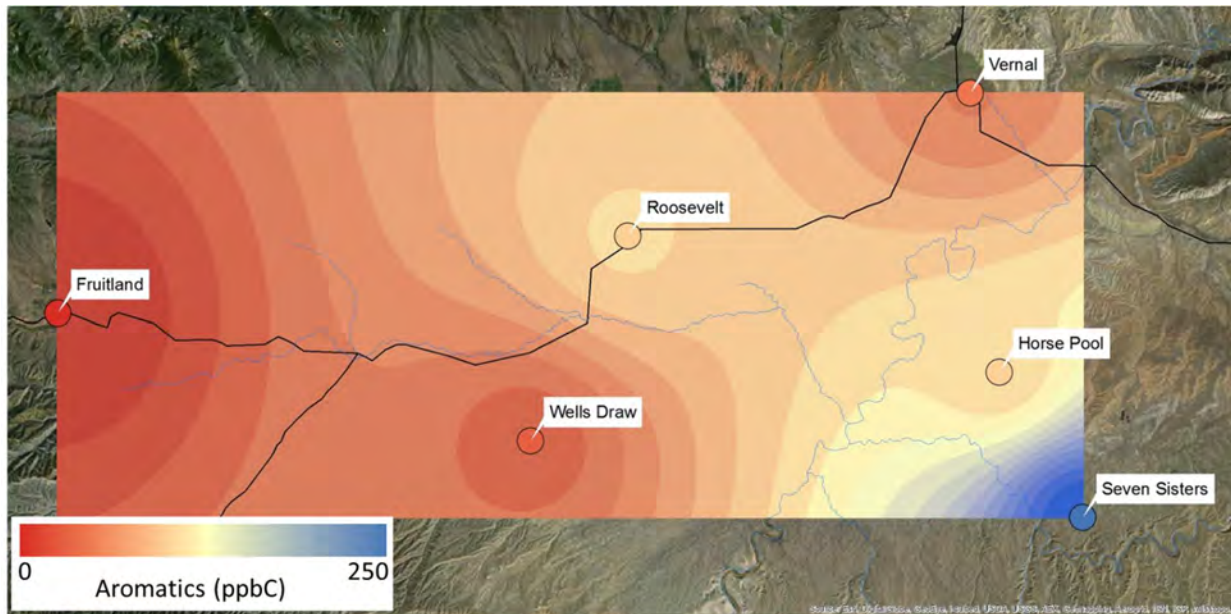 Vernal
Roosevelt
Fruitland
Horse Pool
Wells Draw
Seven Sisters
0
250
Aromatics (ppbC)